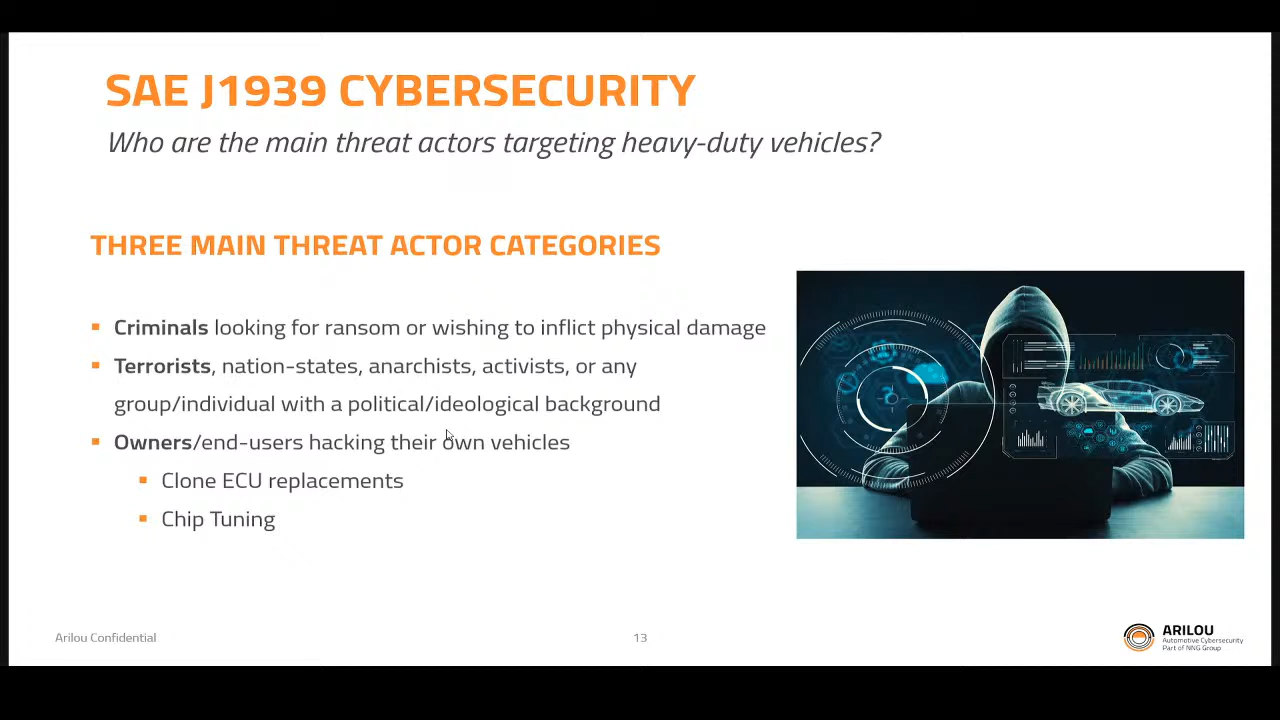 SAE J1939 CYBERSECURITY
Who are the main threat actors targeting heavy-duty vehicles?
THREE MAIN THREAT ACTOR CATEGORIES
Criminals looking for ransom or wishing to inflict physical damage
Terrorists, nation-states, anarchists, activists, or any
group/individual with a political/ideological background
Owners/end-users hacking their own vehicles
Clone ECU replacements
Chip Tuning
Arilou Confidential
13
ARILOU
Automotive Cybersecurity
Part of NNG Group